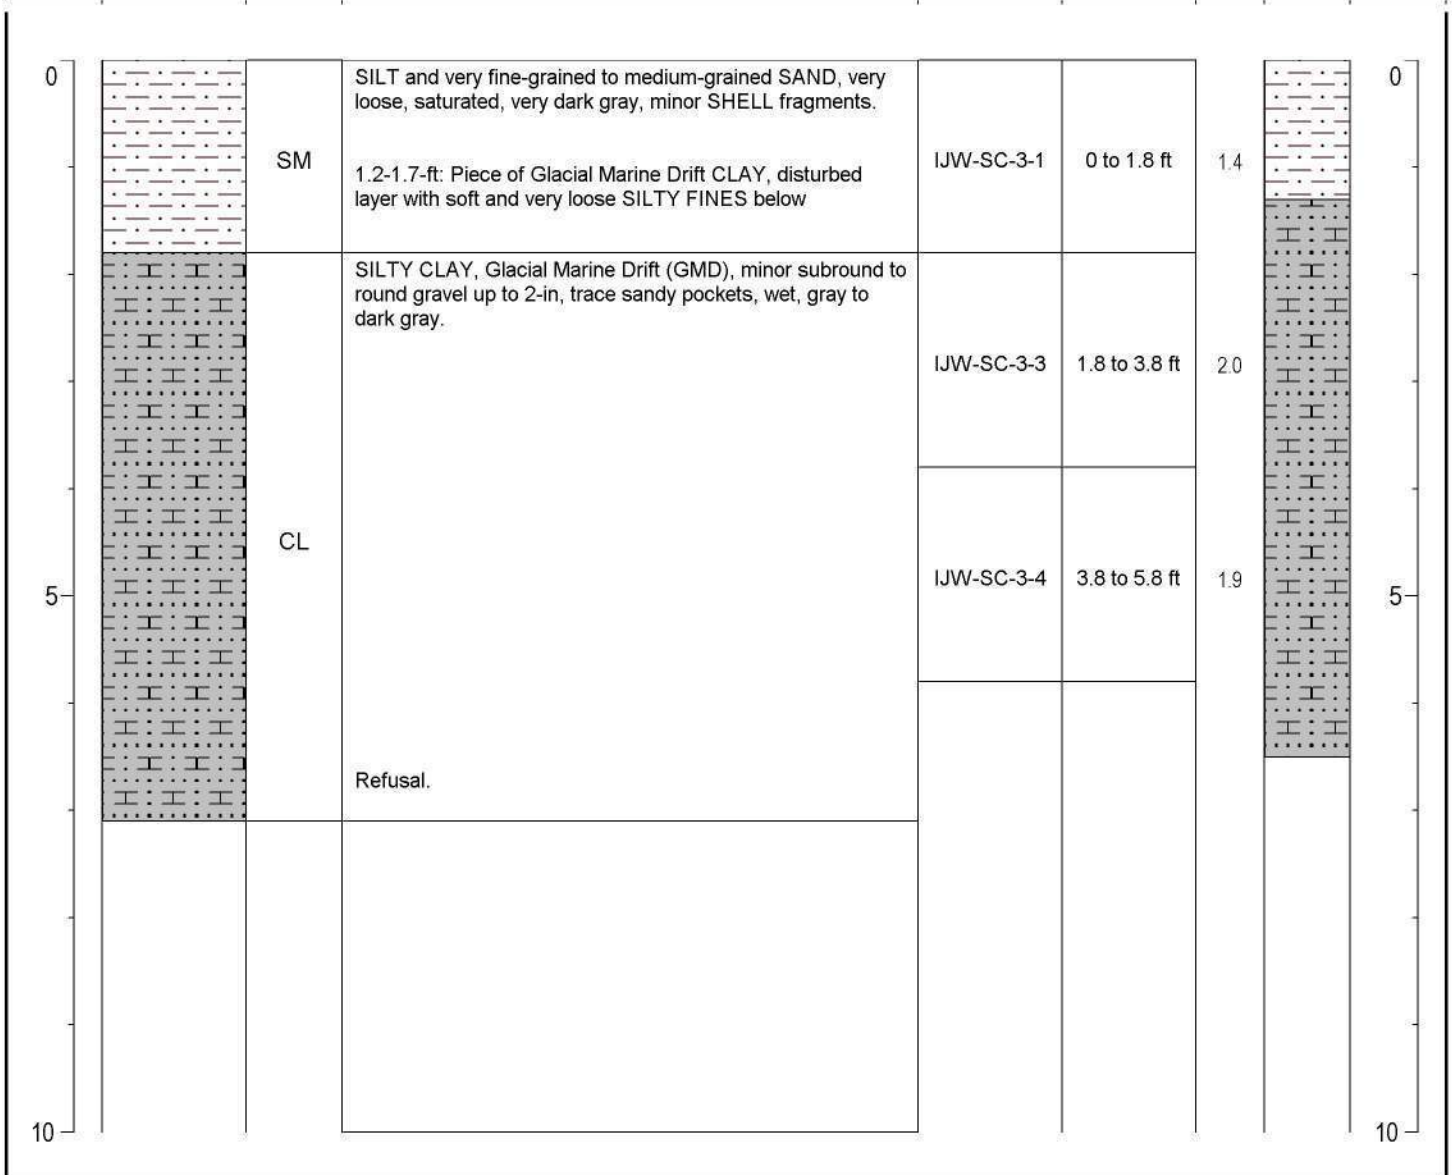 0
SM
SILT and very fine-grained to medium-grained SAND, very
loose, saturated, very dark gray, minor SHELL fragments.
1.2-1.7-ft: Piece of Glacial Marine Drift CLAY, disturbed
layer with soft and very loose SILTY FINES below
IJW-SC-3-1
0 to 1.8 ft
1.4
0
CL
SILTY CLAY, Glacial Marine Drift (GMD), minor subround to
round gravel up to 2-in, trace sandy pockets, wet, gray to
dark gray.
IJW-SC-3-3
1.8 to 3.8 ft
2.0
IJW-SC-3-4
3.8 to 5.8 ft
1.9
5
5
Refusal.
10
10